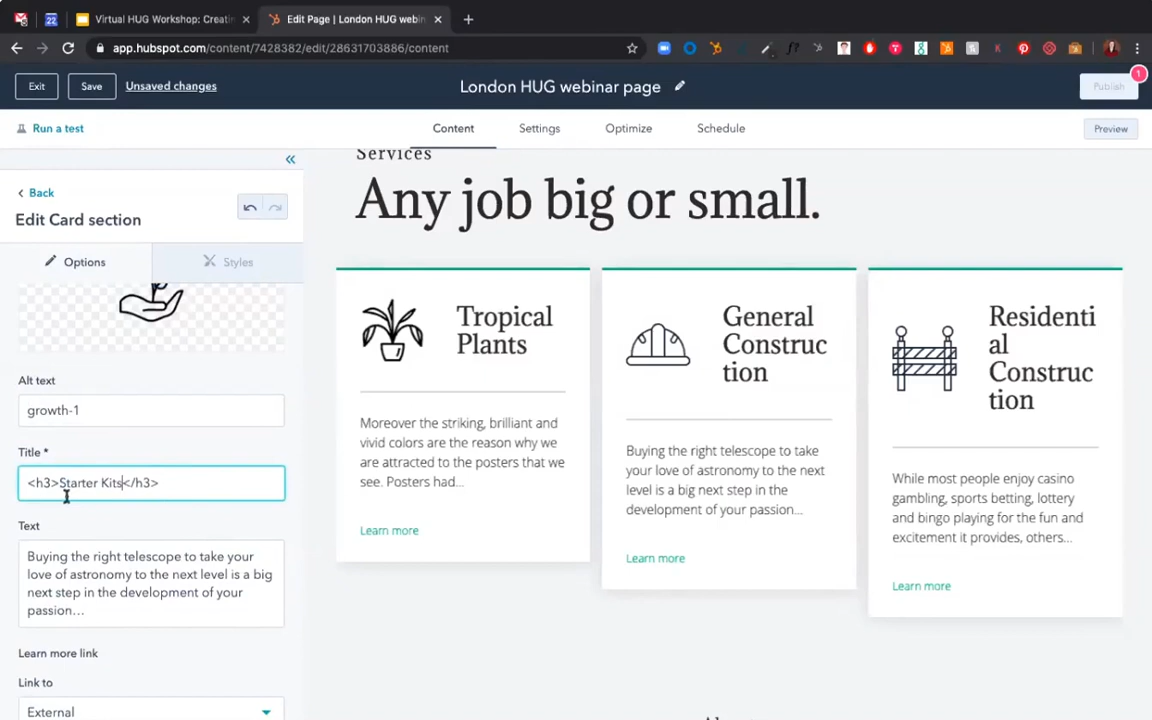 22
Virtual HUG Workshop: Creatin
Edit Page | London HUG webin
app.hubspot.com/content/7428382/edit/28631703886/content
Exit
Save
Unsaved changes
London HUG webinar page
Publish
1
Run a test
Content
Settings
Optimize
Schedule
Preview
Back
Edit Card section
Options
Styles
Alt text
growth-1
Title *
<h3>Starter Kits</h3>
Text
Buying the right telescope to take your
love of astronomy to the next level is a big
next step in the development of your
passion…
Learn more link
Link to
External
Services
Any job big or small.
Tropical
Plants
Moreover the striking, brilliant and
vivid colors are the reason why we
are attracted to the posters that we
see. Posters had...
Learn more
General
Construc
tion
Buying the right telescope to take
your love of astronomy to the next
level is a big next step in the
development of your passion…
Learn more
Residenti
al
Construc
tion
While most people enjoy casino
gambling, sports betting, lottery
and bingo playing for the fun and
excitement it provides, others…
Learn more